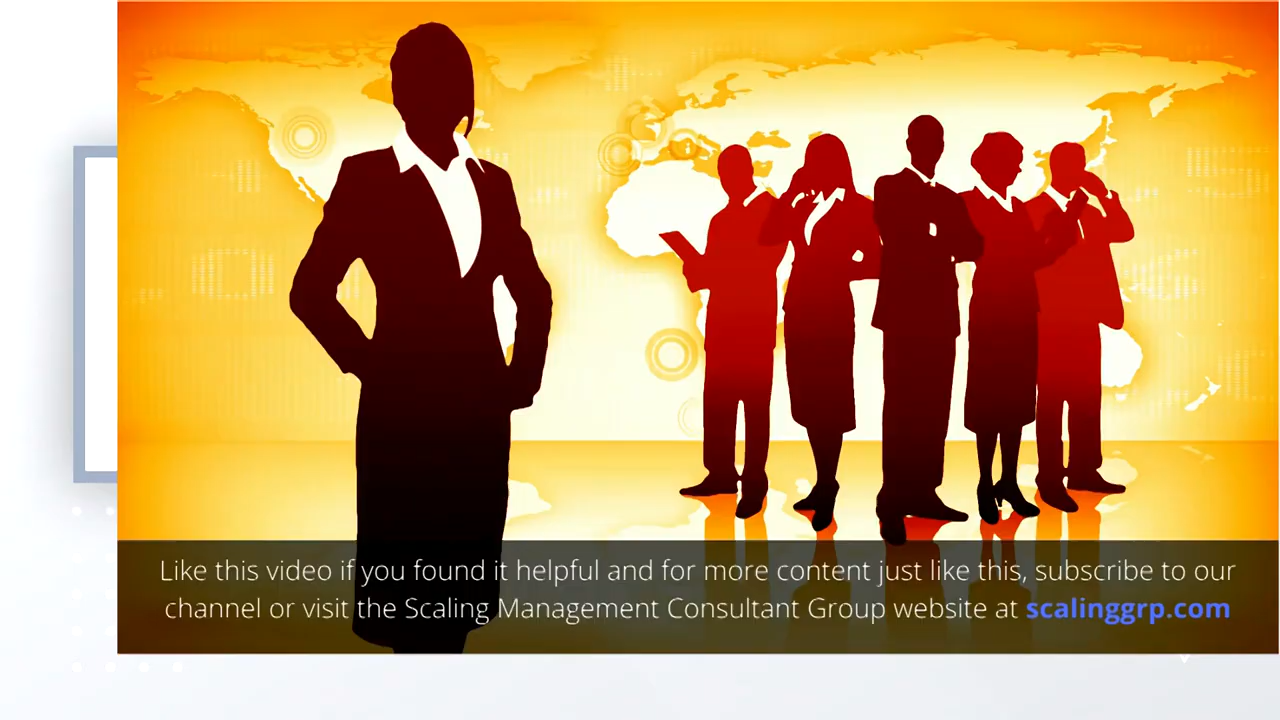 Like this video if you found it helpful and for more content just like this, subscribe to our
channel or visit the Scaling Management Consultant Group website at scalinggrp.com